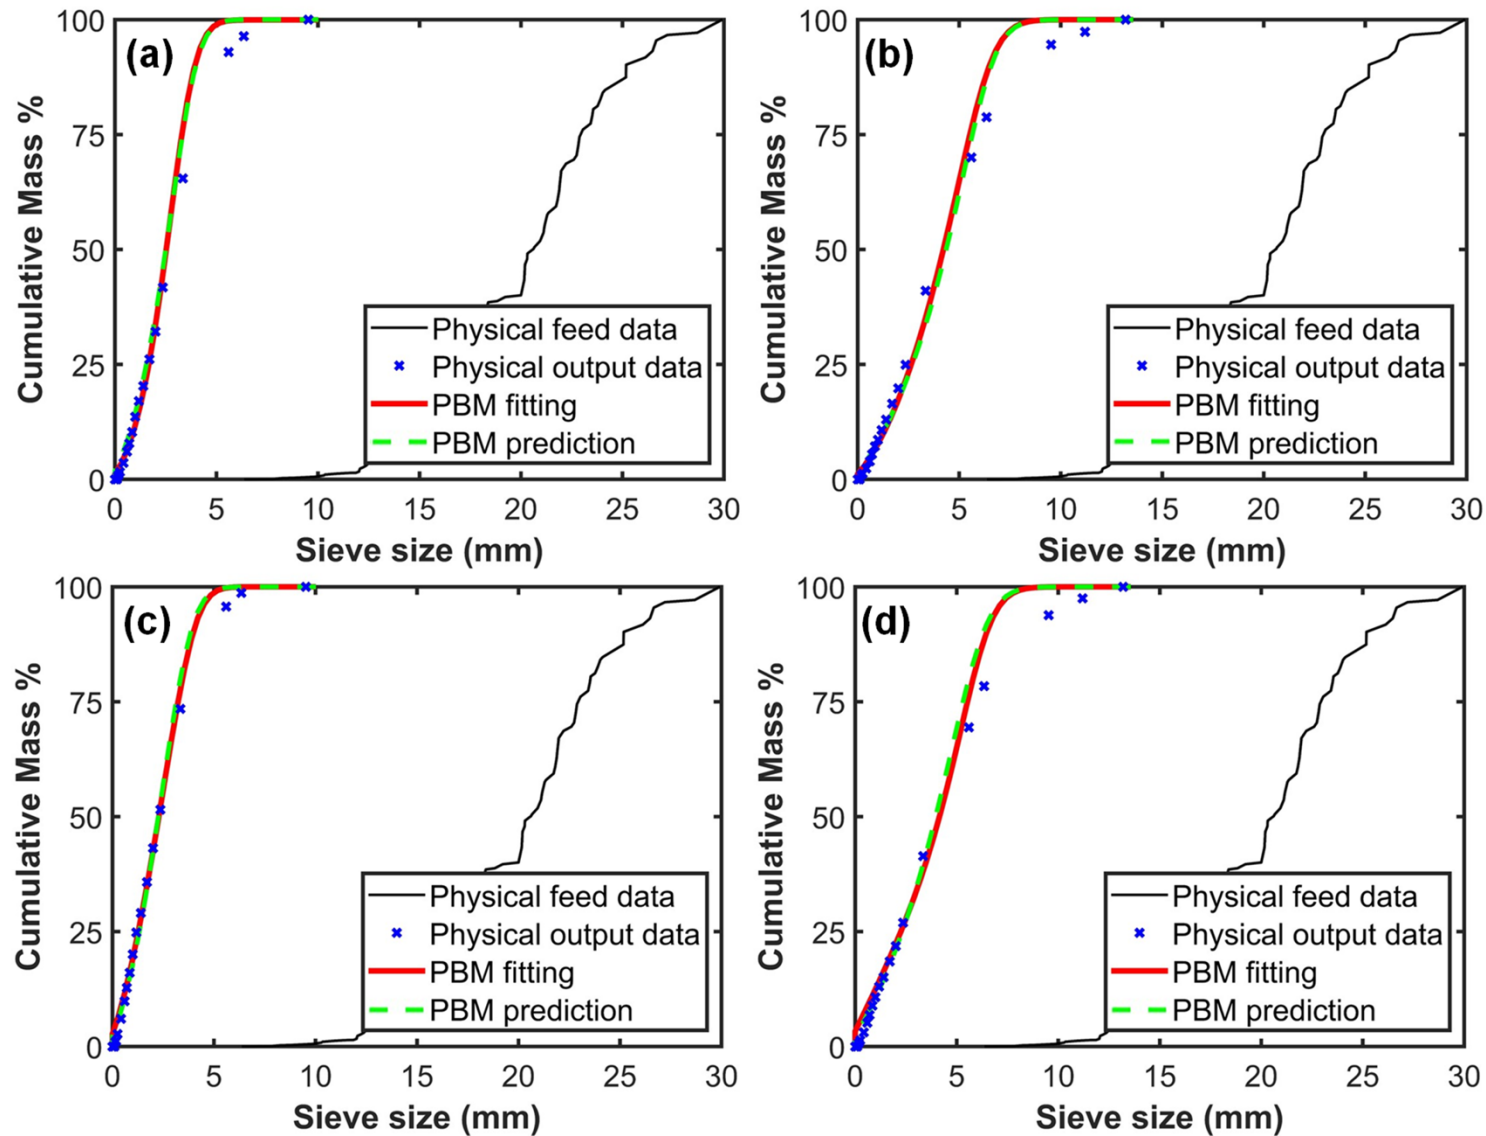 (a)
Cumulative Mass %
100
75
50
25
0
Physical feed data
Physical output data
PBM fitting
PBM prediction
0 5 10 15 20 25 30
Sieve size (mm)
(b)
Cumulative Mass %
100
75
50
25
0
Physical feed data
Physical output data
PBM fitting
PBM prediction
0 5 10 15 20 25 30
Sieve size (mm)
(c)
Cumulative Mass %
100
75
50
25
0
Physical feed data
Physical output data
PBM fitting
PBM prediction
0 5 10 15 20 25 30
Sieve size (mm)
(d)
Cumulative Mass %
100
75
50
25
0
Physical feed data
Physical output data
PBM fitting
PBM prediction
0 5 10 15 20 25 30
Sieve size (mm)